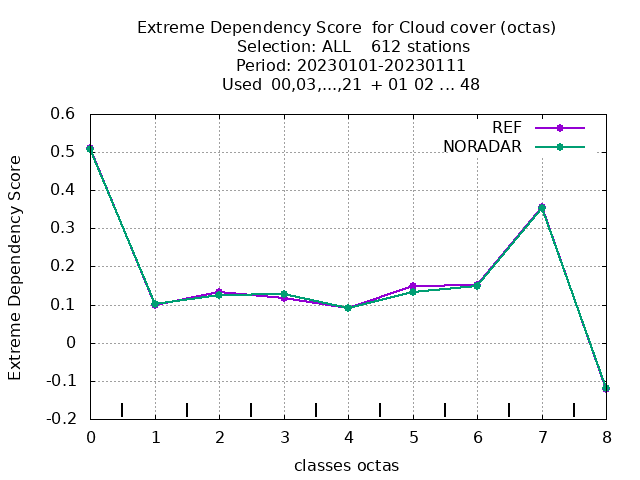 Extreme Dependency Score  for Cloud cover (octas)
Selection: ALL    612 stations
Period: 20230101-20230111
Used  00,03,...,21  + 01 02 ... 48
REF
NORADAR
Extreme Dependency Score
0.6
0.5
0.4
0.3
0.2
0.1
0
-0.1
-0.2
0 1 2 3 4 5 6 7 8
classes octas